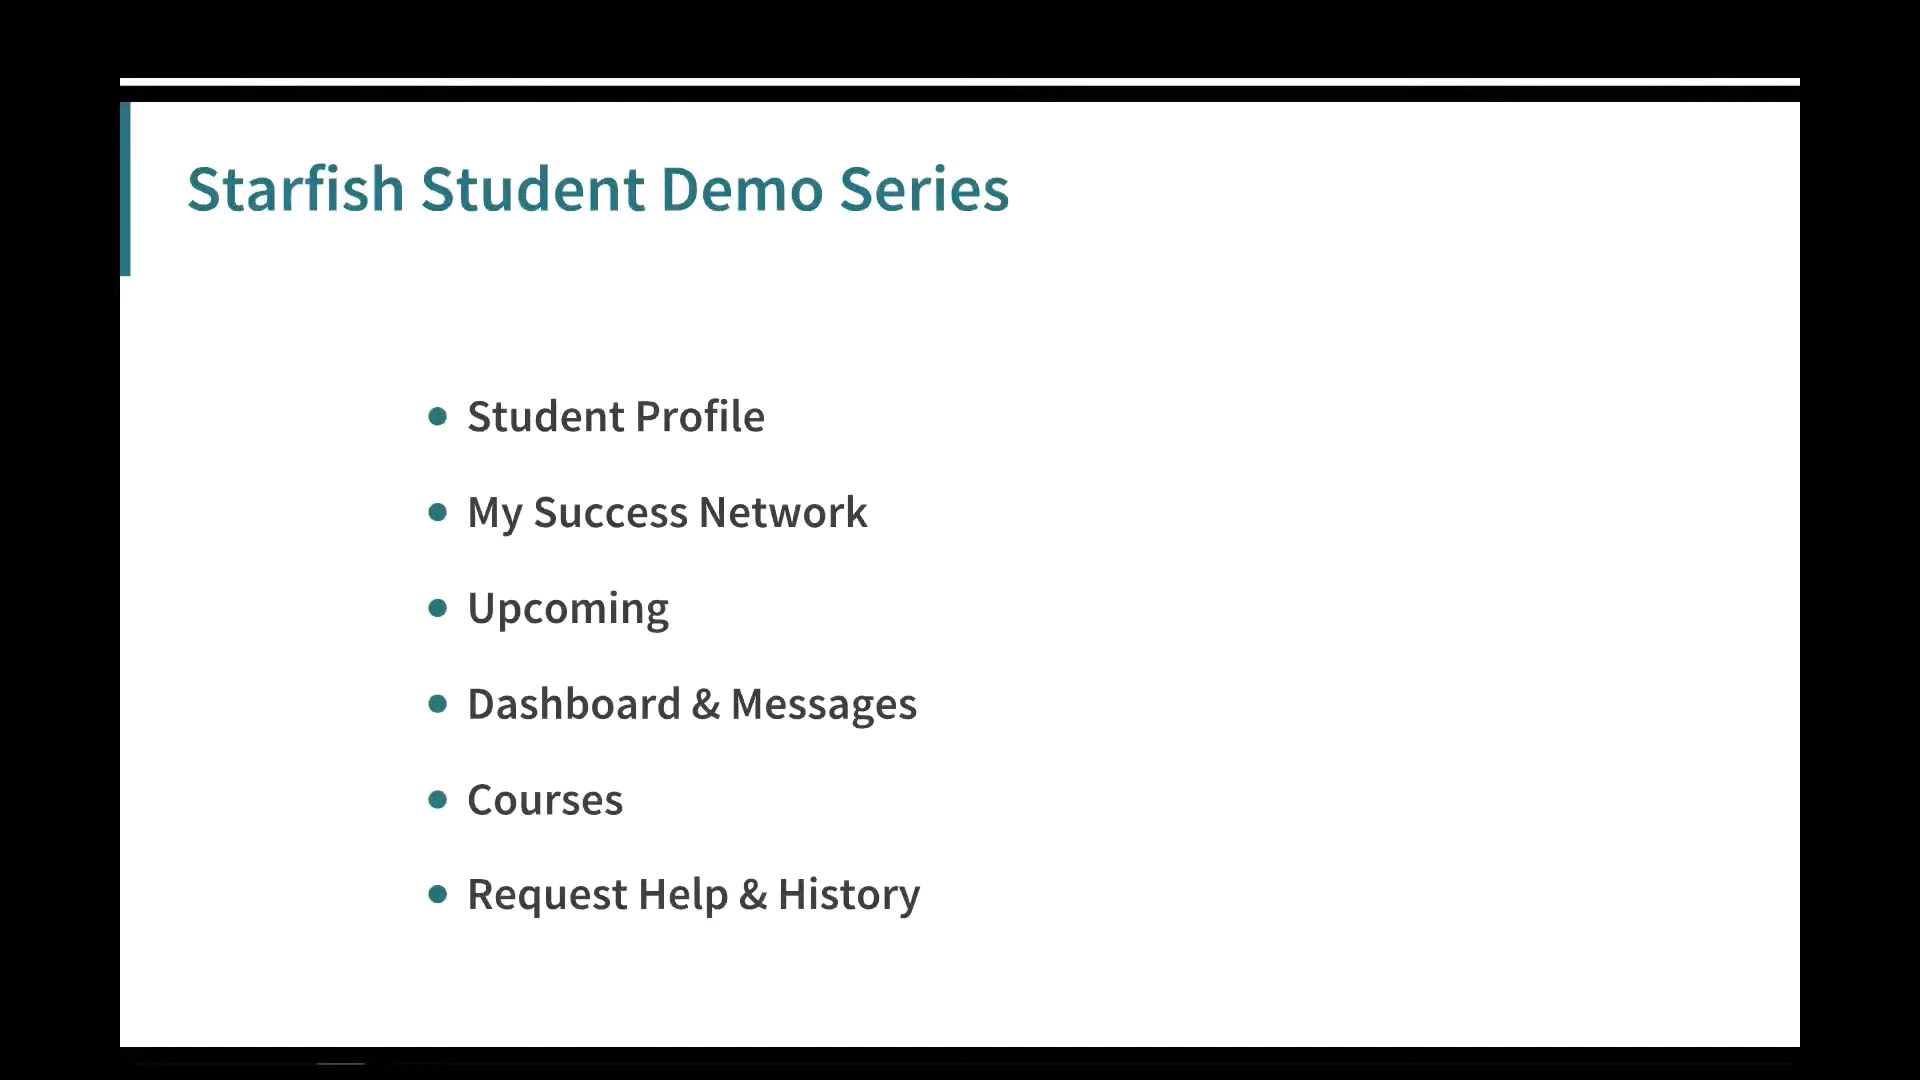 Starfish Student Demo Series
• Student Profile
• My Success Network
• Upcoming
• Dashboard & Messages
• Courses
• Request Help & History